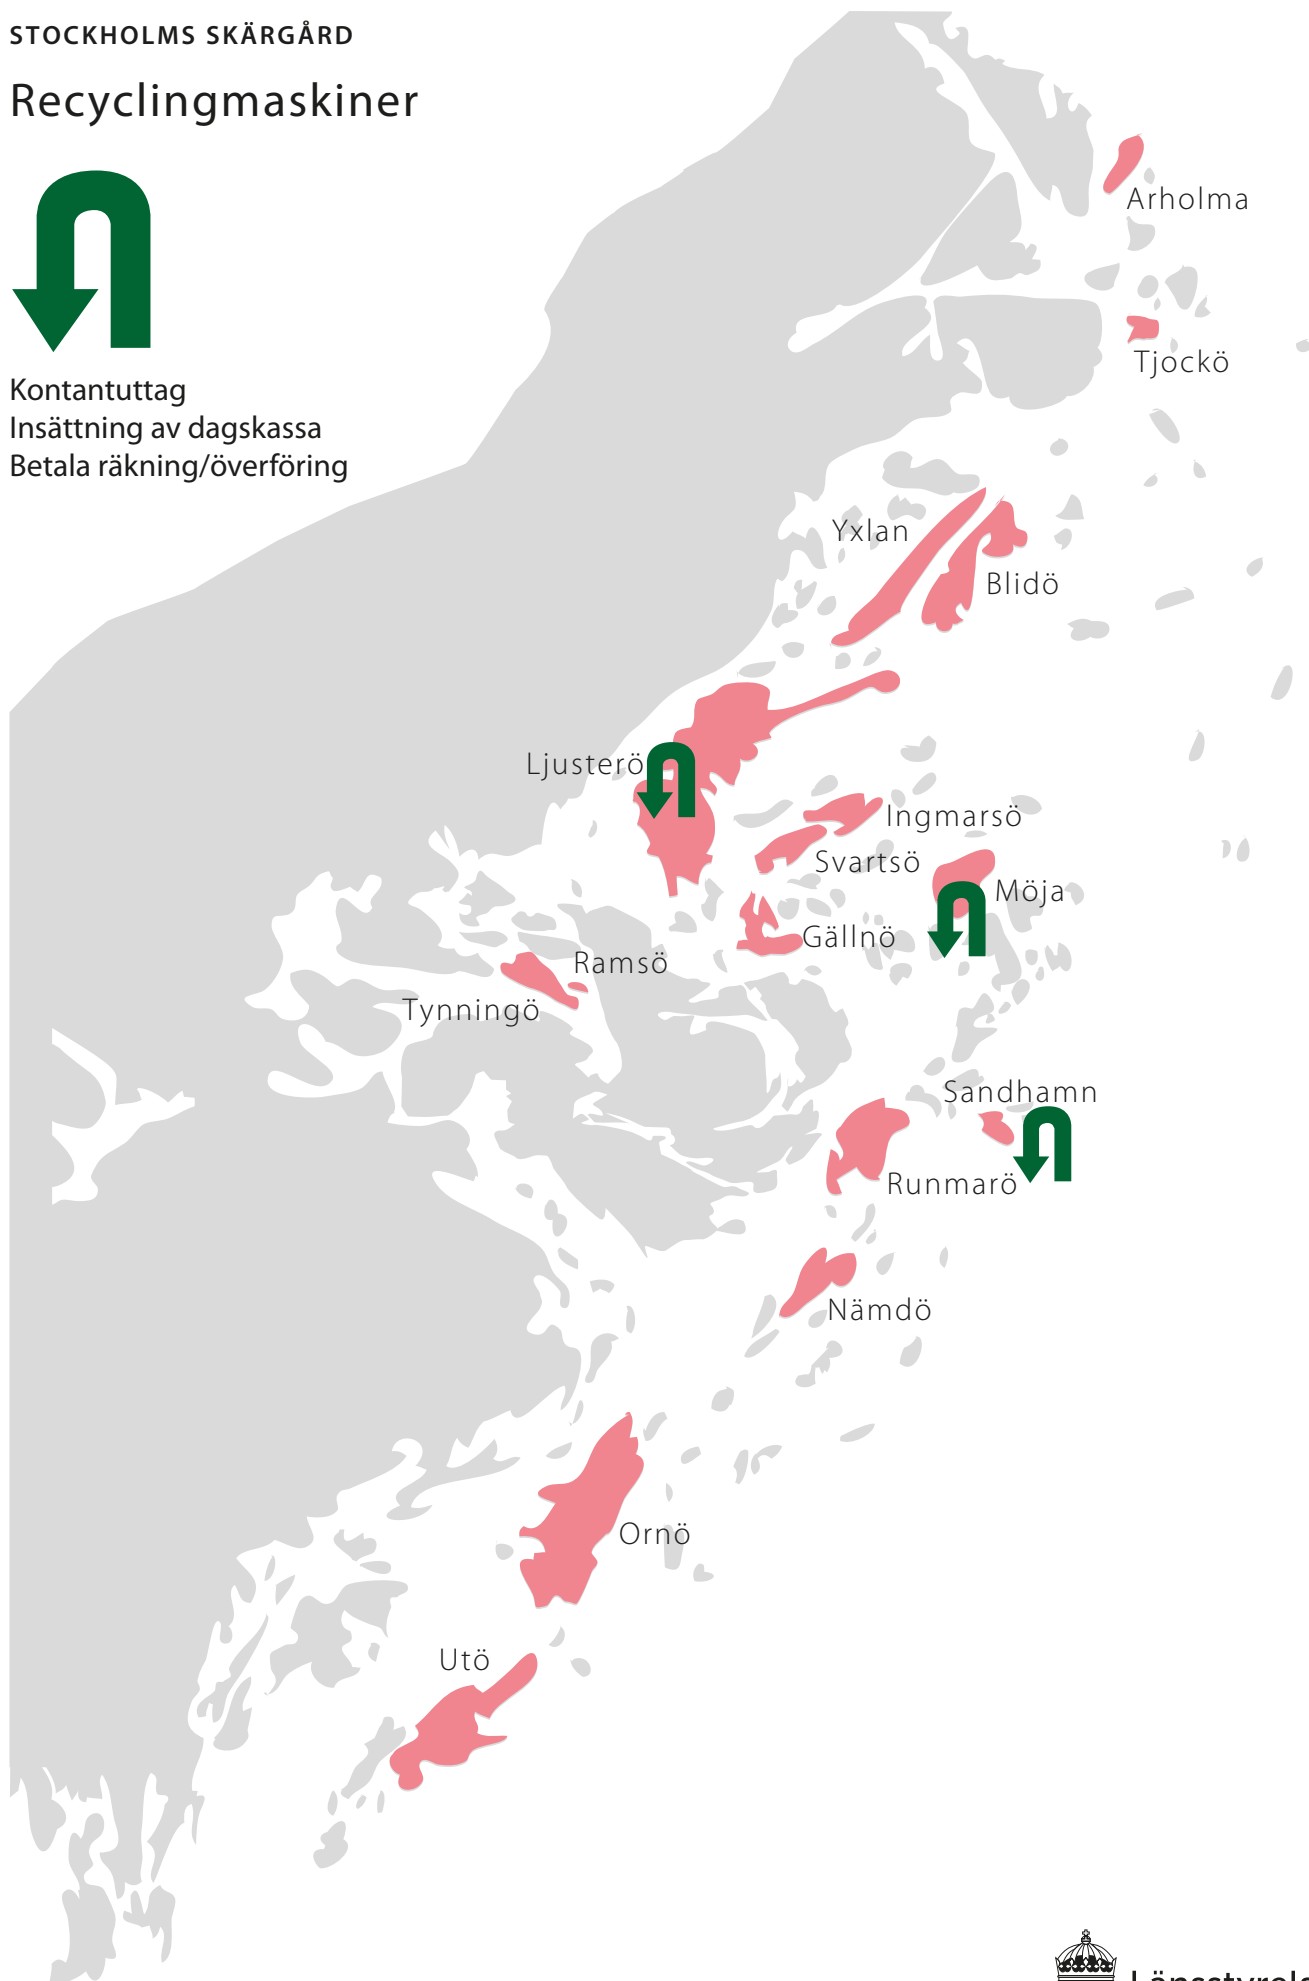 STOCKHOLMS SKÄRGÅRD
Recyclingmaskiner
Kontantuttag
Insättning av dagskassa
Betala räkning/överföring
Arholma
Tjockö
Yxlan
Blidö
Ljusterö
Ingmarsö
Svartsö
Möja
Gällnö
Ramsö
Tynningö
Sandhamn
Runmarö
Nämdö
Ornö
Utö